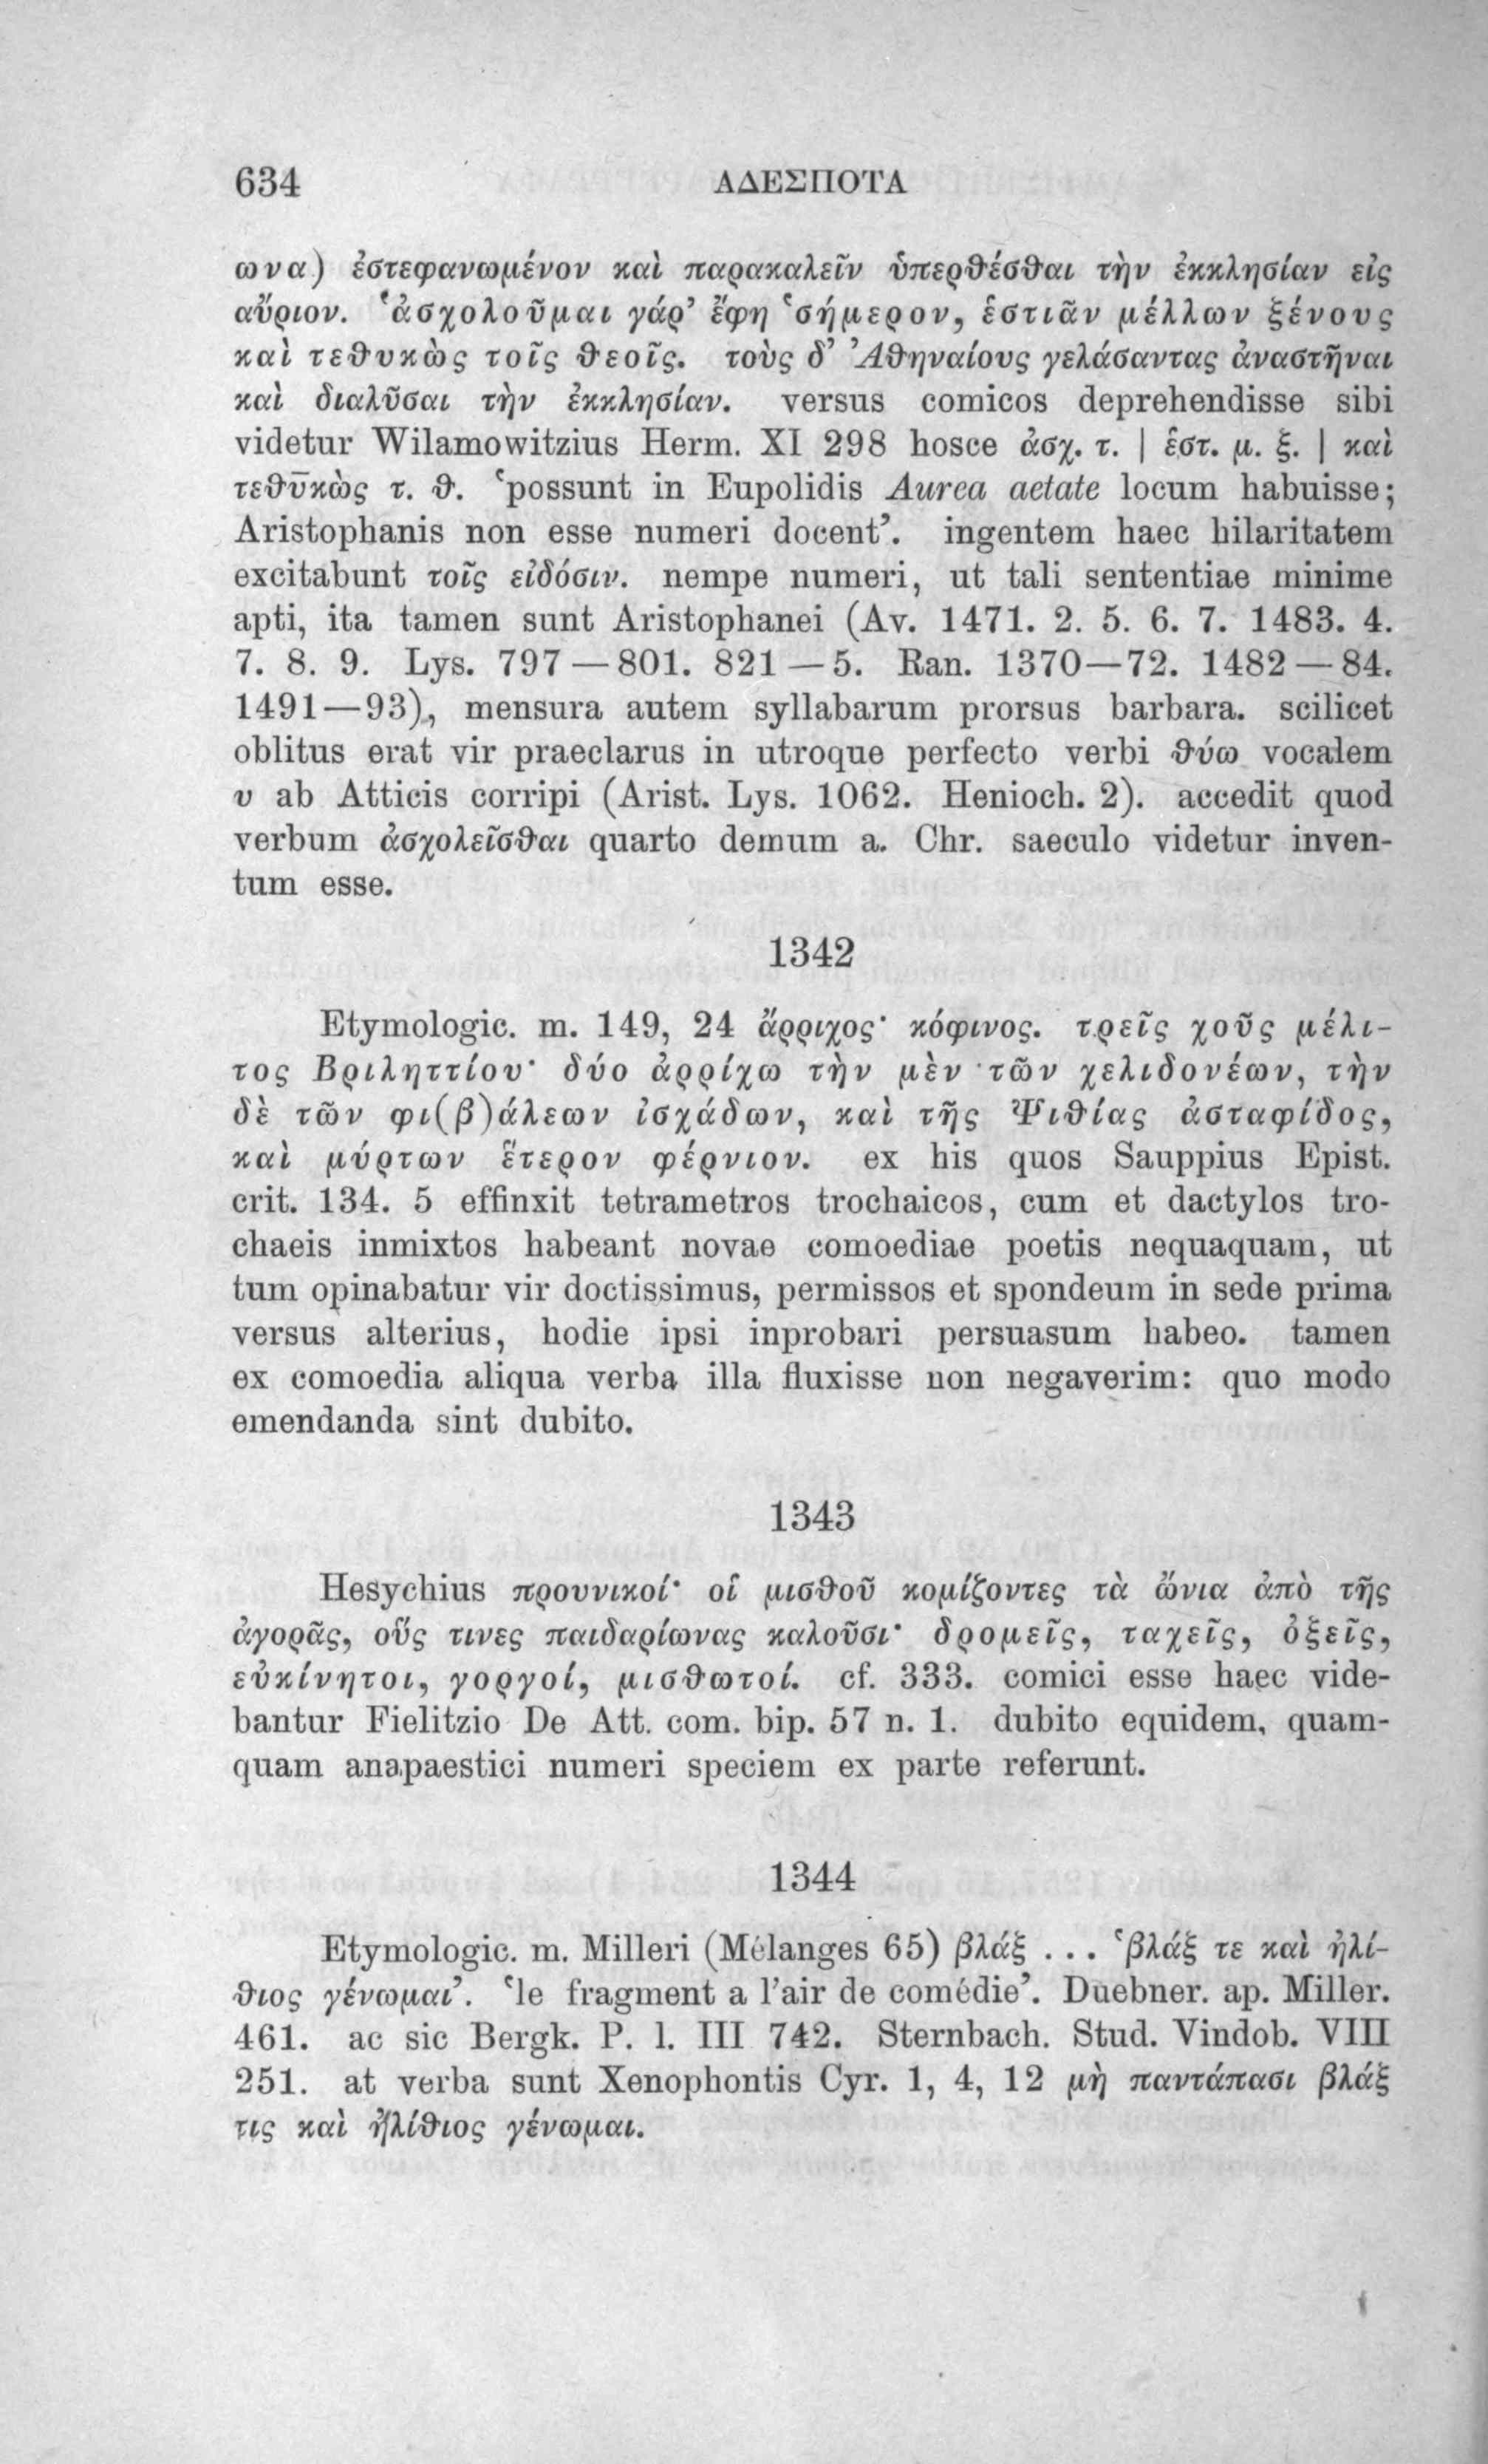 634 ΑΔΕΣΠΟΤΑ
ωνα) ἐστεφανωμένον καὶ παρακαλεῖν ὑπερθέσθαι τὴν ἐκκλησίαν εἰς
αὔριον. ‘ἀσχολοῦμαι γάρ’ ἔφη ‘σήμερον, ἑστιᾶν μέλλων ξένους
καὶ τεθυκὼς τοῖς θεοῖς. τοὺς δ’ Ἀθηναίους γελάσαντας ἀναστῆναι
καὶ διαλῦσαι τὴν ἐκκλησίαν. versus comicos deprehendisse sibi
videtur Wilamowitzius Herm. XI 298 hosce ἀσχ. τ. | ἑστ. μ. ξ. | καὶ
τεθῡκὼς τ. θ. ‘possunt in Eupolidis Aurea aetate locum habuisse;
Aristophanis non esse numeri docent’. ingentem haec hilaritatem
excitabunt τοῖς εἰδόσιν. nempe numeri, ut tali sententiae minime
apti, ita tamen sunt Aristophanei (Av. 1471. 2. 5. 6. 7. 1483. 4.
7. 8. 9. Lys. 797—801. 821—5. Ran. 1370—72. 1482—84.
1491—93), mensura autem syllabarum prorsus barbara. scilicet
oblitus erat vir praeclarus in utroque perfecto verbi θύω vocalem
υ ab Atticis corripi (Arist. Lys. 1062. Henioch. 2). accedit quod
verbum ἀσχολεῖσθαι quarto demum a. Chr. saeculo videtur inven-
tum esse.
1342
Etymologic. m. 149, 24 ἄρριχος· κόφινος. τρεῖς χοῦς μέλι-
τος Βριληττίου· δύο ἀρρίχω τὴν μὲν τῶν χελιδονέων, τὴν
δὲ τῶν φι(β)άλεων ἰσχάδων, καὶ τῆς Ψιθίας ἀσταφίδος,
καὶ μύρτων ἕτερον φέρνιον. ex his quos Sauppius Epist.
crit. 134. 5 effinxit tetrametros trochaicos, cum et dactylos tro-
chaeis inmixtos habeant novae comoediae poetis nequaquam, ut
tum opinabatur vir doctissimus, permissos et spondeum in sede prima
versus alterius, hodie ipsi inprobari persuasum habeo. tamen
ex comoedia aliqua verba illa fluxisse non negaverim: quo modo
emendanda sint dubito.
1343
Hesychius προυνικοί· οἱ μισθοῦ κομίζοντες τὰ ὤνια ἀπὸ τῆς
ἀγορᾶς, οὕς τινες παιδαρίωνας καλοῦσι· δρομεῖς, ταχεῖς, ὀξεῖς,
εὐκίνητοι, γοργοί, μισθωτοί. cf. 333. comici esse haec vide-
bantur Fielitzio De Att. com. bip. 57 n. 1. dubito equidem, quam-
quam anapaestici numeri speciem ex parte referunt.
1344
Etymologic. m. Milleri (Mélanges 65) βλάξ . . . ‘βλάξ τε καὶ ἠλί-
θιος γένωμαι’. ‘le fragment a l’air de comédie’. Duebner. ap. Miller.
461. ac sic Bergk. P. l. III 742. Sternbach. Stud. Vindob. VIII
251. at verba sunt Xenophontis Cyr. 1, 4, 12 μὴ παντάπασι βλάξ
τις καὶ ἠλίθιος γένωμαι.